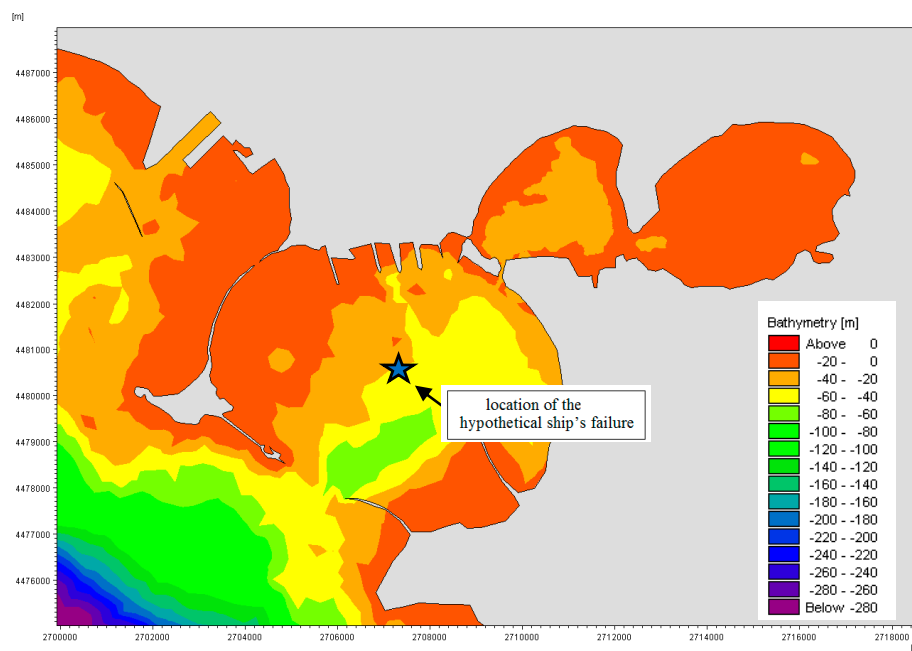 [m]
4487000
4486000
4485000
4484000
4483000
4482000
4481000
4480000
4479000
4478000
4477000
4476000
location of the
hypothetical ship's failure
Bathymetry [m]
Above 0
-20 - 0
-40 - -20
-60 - -40
-80 - -60
-100 - -80
-120 - -100
-140 - -120
-160 - -140
-180 - -160
-200 - -180
-220 - -200
-240 - -220
-260 - -240
-280 - -260
Below -280
2700000 2702000 2704000 2706000 2708000 2710000 2712000 2714000 2716000 2718000